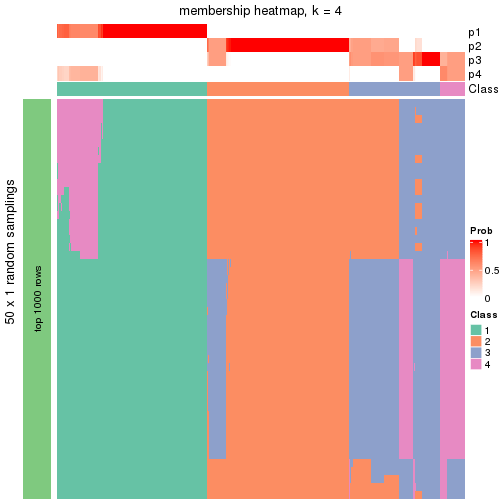 membership heatmap, k = 4
p1
p2
p3
p4
Class
50 x 1 random samplings
top 1000 rows
Prob
1
0.5
0
Class
1
2
3
4